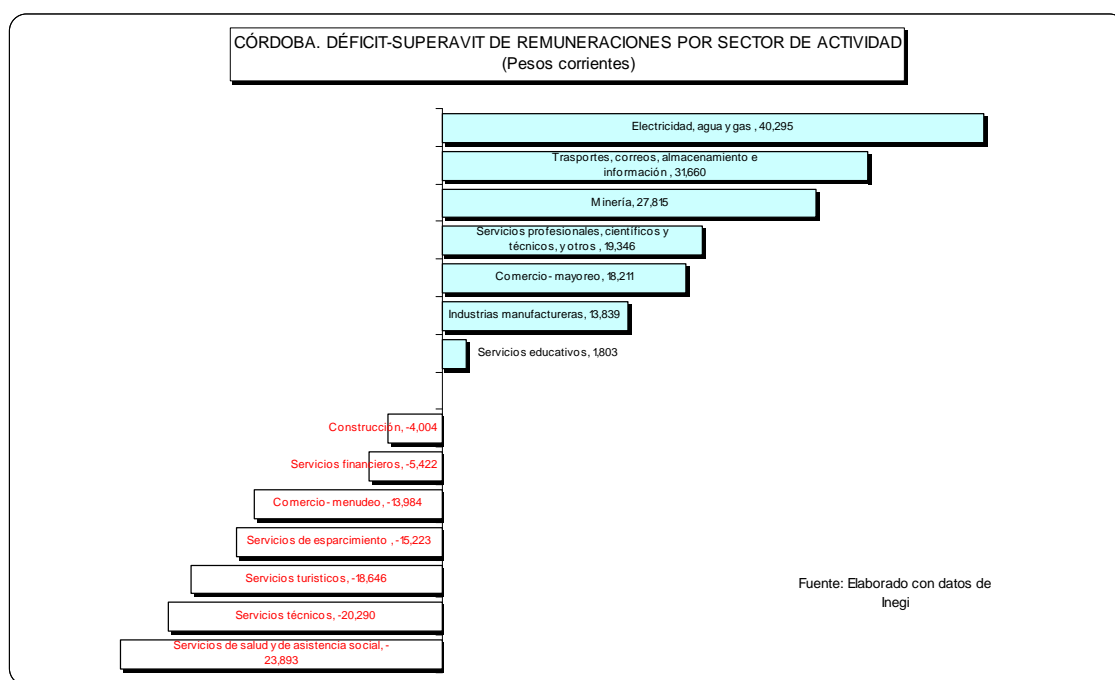 CÓRDOBA. DÉFICIT-SUPERAVIT DE REMUNERACIONES POR SECTOR DE ACTIVIDAD
(Pesos corrientes)
Electricidad, agua y gas , 40,295
Trasportes, correos, almacenamiento e
información , 31,660
Minería, 27,815
Servicios profesionales, científicos y
técnicos, y otros , 19,346
Comercio- mayoreo, 18,211
Industrias manufactureras, 13,839
Servicios educativos, 1,803
Construcción, -4,004
Servicios financieros, -5,422
Comercio- menudeo, -13,984
Servicios de esparcimiento , -15,223
Servicios turisticos, -18,646
Servicios técnicos, -20,290
Servicios de salud y de asistencia social, -
23,893
Fuente: Elaborado con datos de
Inegi